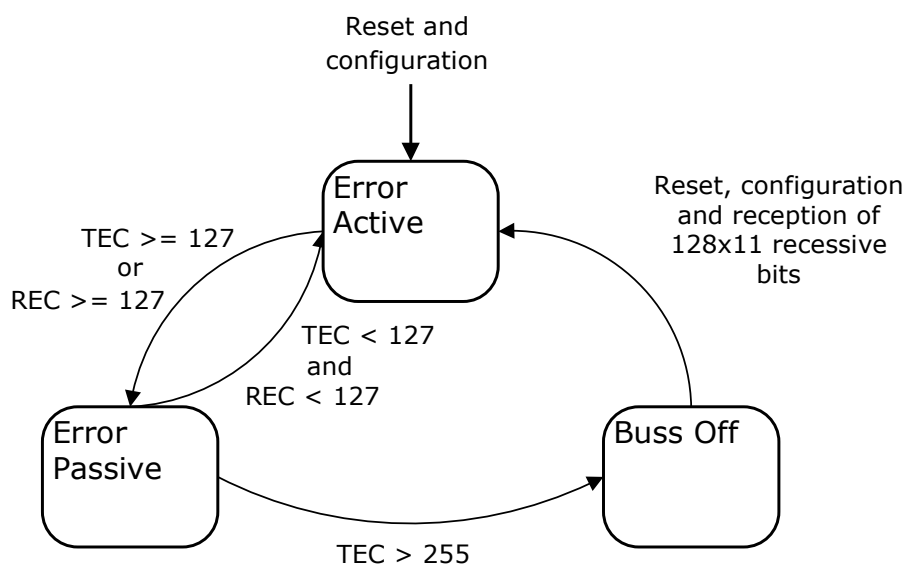 Reset and
configuration
Error
Active
Reset, configuration
and reception of
128x11 recessive
bits
TEC >= 127
or
REC >= 127
TEC < 127
and
REC < 127
Error
Passive
Buss Off
TEC > 255